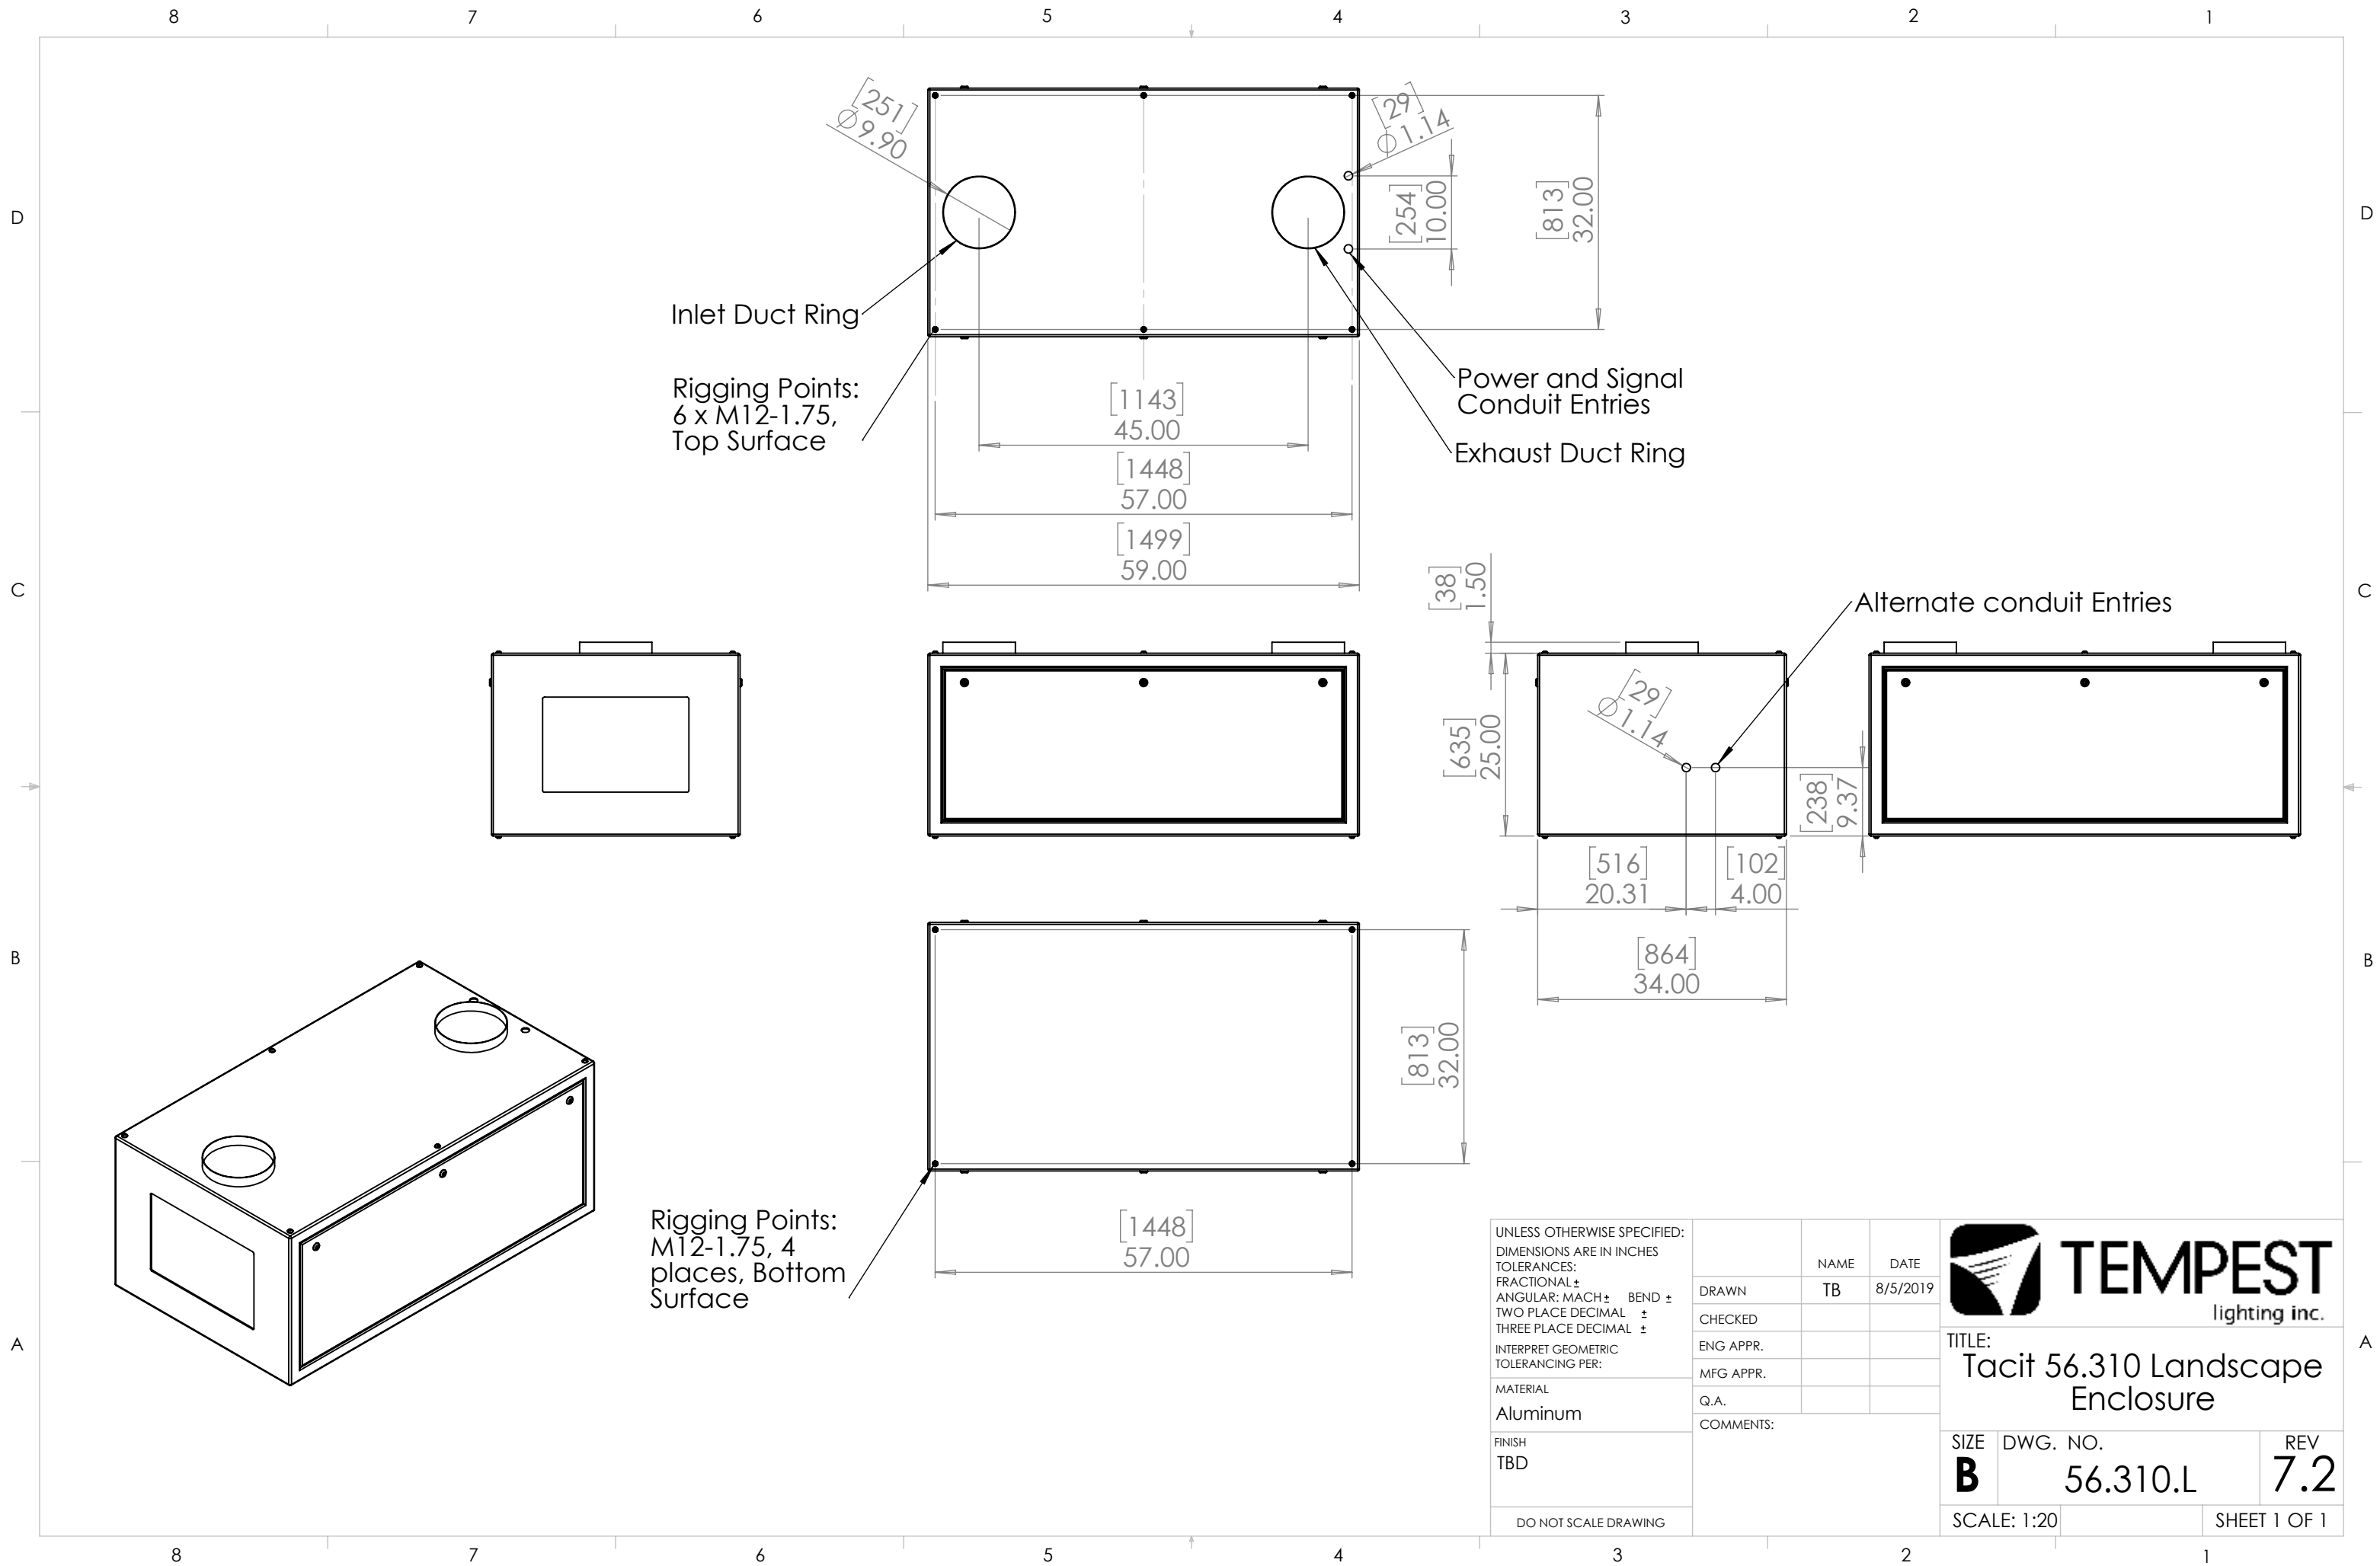 8 7 6 5 4 3 2 1
D
D
[251]
⌀9.90
[29]
⌀1.14
[254]
10.00
[813]
32.00
Inlet Duct Ring
Rigging Points:
6 x M12-1.75,
Top Surface
Power and Signal
Conduit Entries
Exhaust Duct Ring
[1143]
45.00
[1448]
57.00
[1499]
59.00
C
C
[38]
1.50
Alternate conduit Entries
[29]
⌀1.14
[635]
25.00
[238]
9.37
[516]
20.31
[102]
4.00
[864]
34.00
B
B
[813]
32.00
Rigging Points:
M12-1.75, 4
places, Bottom
Surface
[1448]
57.00
A
A
UNLESS OTHERWISE SPECIFIED:
DIMENSIONS ARE IN INCHES
TOLERANCES:
FRACTIONAL ±
ANGULAR: MACH ± BEND ±
TWO PLACE DECIMAL ±
THREE PLACE DECIMAL ±
INTERPRET GEOMETRIC
TOLERANCING PER:
MATERIAL
Aluminum
FINISH
TBD
DO NOT SCALE DRAWING
NAME DATE
DRAWN TB 8/5/2019
CHECKED
ENG APPR.
MFG APPR.
Q.A.
COMMENTS:
TEMPEST
lighting inc.
TITLE:
Tacit 56.310 Landscape
Enclosure
SIZE DWG. NO. REV
B 56.310.L 7.2
SCALE: 1:20 SHEET 1 OF 1
8 7 6 5 4 3 2 1